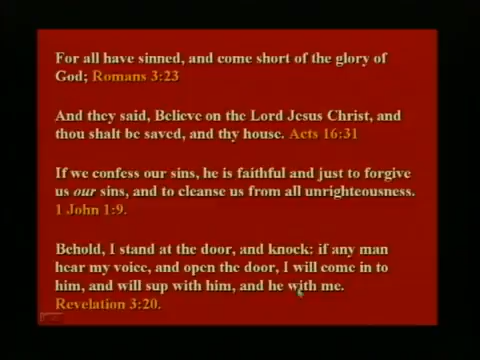 For all have sinned, and come short of the glory of
God; Romans 3:23
And they said, Believe on the Lord Jesus Christ, and
thou shalt be saved, and thy house. Acts 16:31
If we confess our sins, he is faithful and just to forgive
us our sins, and to cleanse us from all unrighteousness.
1 John 1:9.
Behold, I stand at the door, and knock: if any man
hear my voice, and open the door, I will come in to
him, and will sup with him, and he with me.
Revelation 3:20.